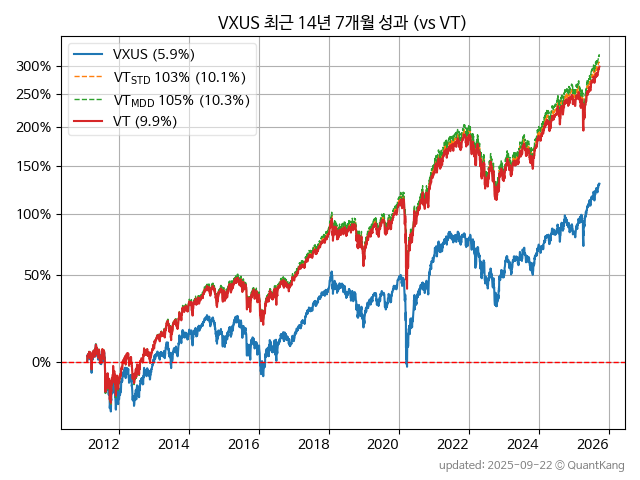 VXUS 최근 14년 7개월 성과 (vs VT)
VXUS (5.9%)
VT_STD 103% (10.1%)
VT_MDD 105% (10.3%)
VT (9.9%)
300%
250%
200%
150%
100%
50%
0%
2012 2014 2016 2018 2020 2022 2024 2026
updated: 2025-09-22 © QuantKang